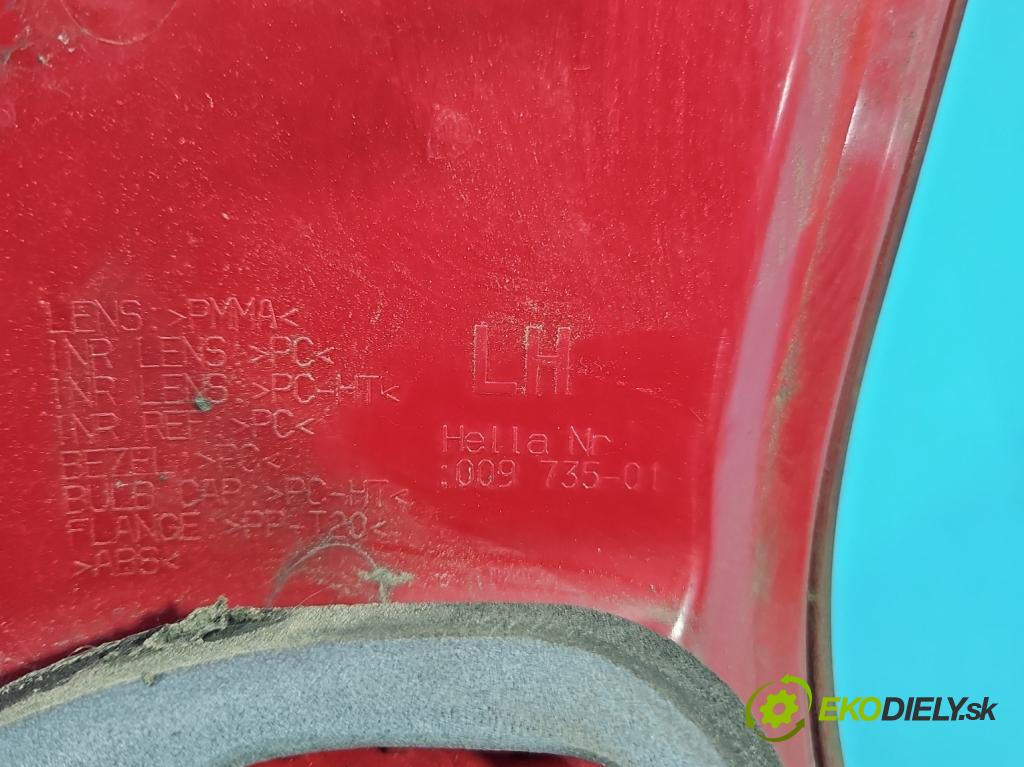 LENS >PMMA<
INR LENS >PC<
INR LENS >PC-HT<
INR REF >PC<
BEZEL >PC<
BULB CAP >PC-HT<
FLANGE >PP-T20<
>ABS<
LH
Hella Nr
:009 735-01
EKODIELY.sk